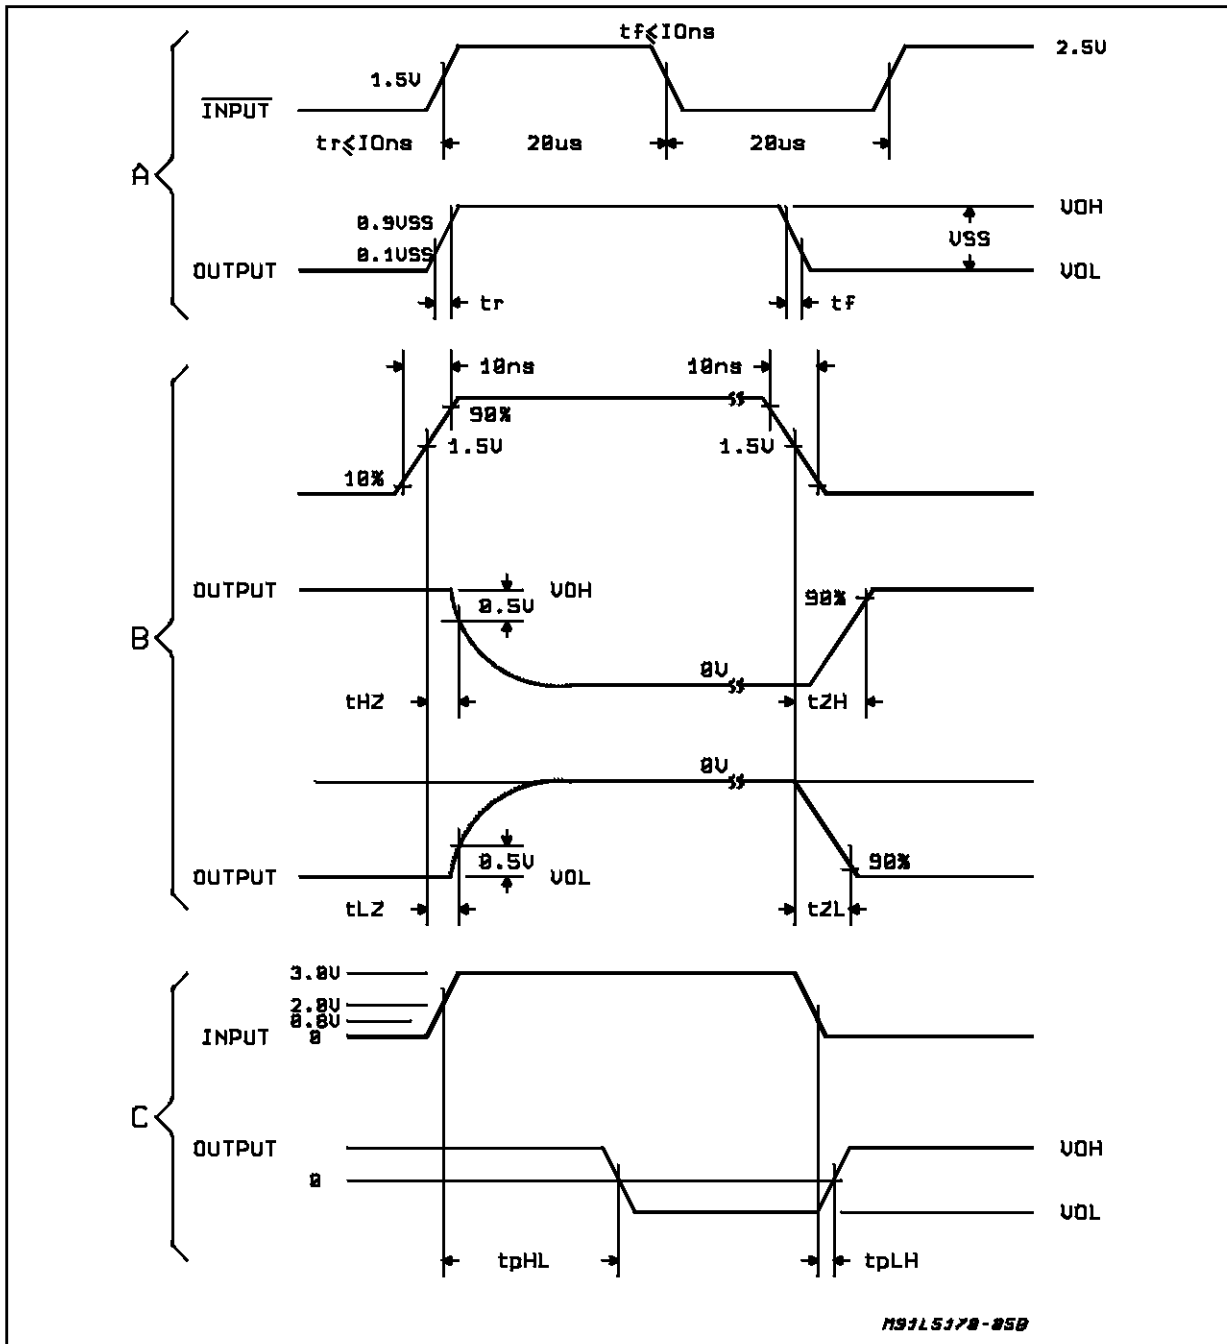 tf≤10ns
2.5V
1.5V
INPUT
tr≤10ns 20us 20us
A
0.9VSS VOH
VSS
0.1VSS
OUTPUT VOL
tr tf
10ns 10ns
90%
1.5V 1.5V
10%
OUTPUT VOH
0.5V 90%
B
0V
tHZ tZH
0V
0.5V 90%
OUTPUT VOL
tLZ tZL
3.0V
2.0V
0.8V
INPUT 0
C
OUTPUT VOH
0
VOL
tpHL tpLH
M91L5170-05D